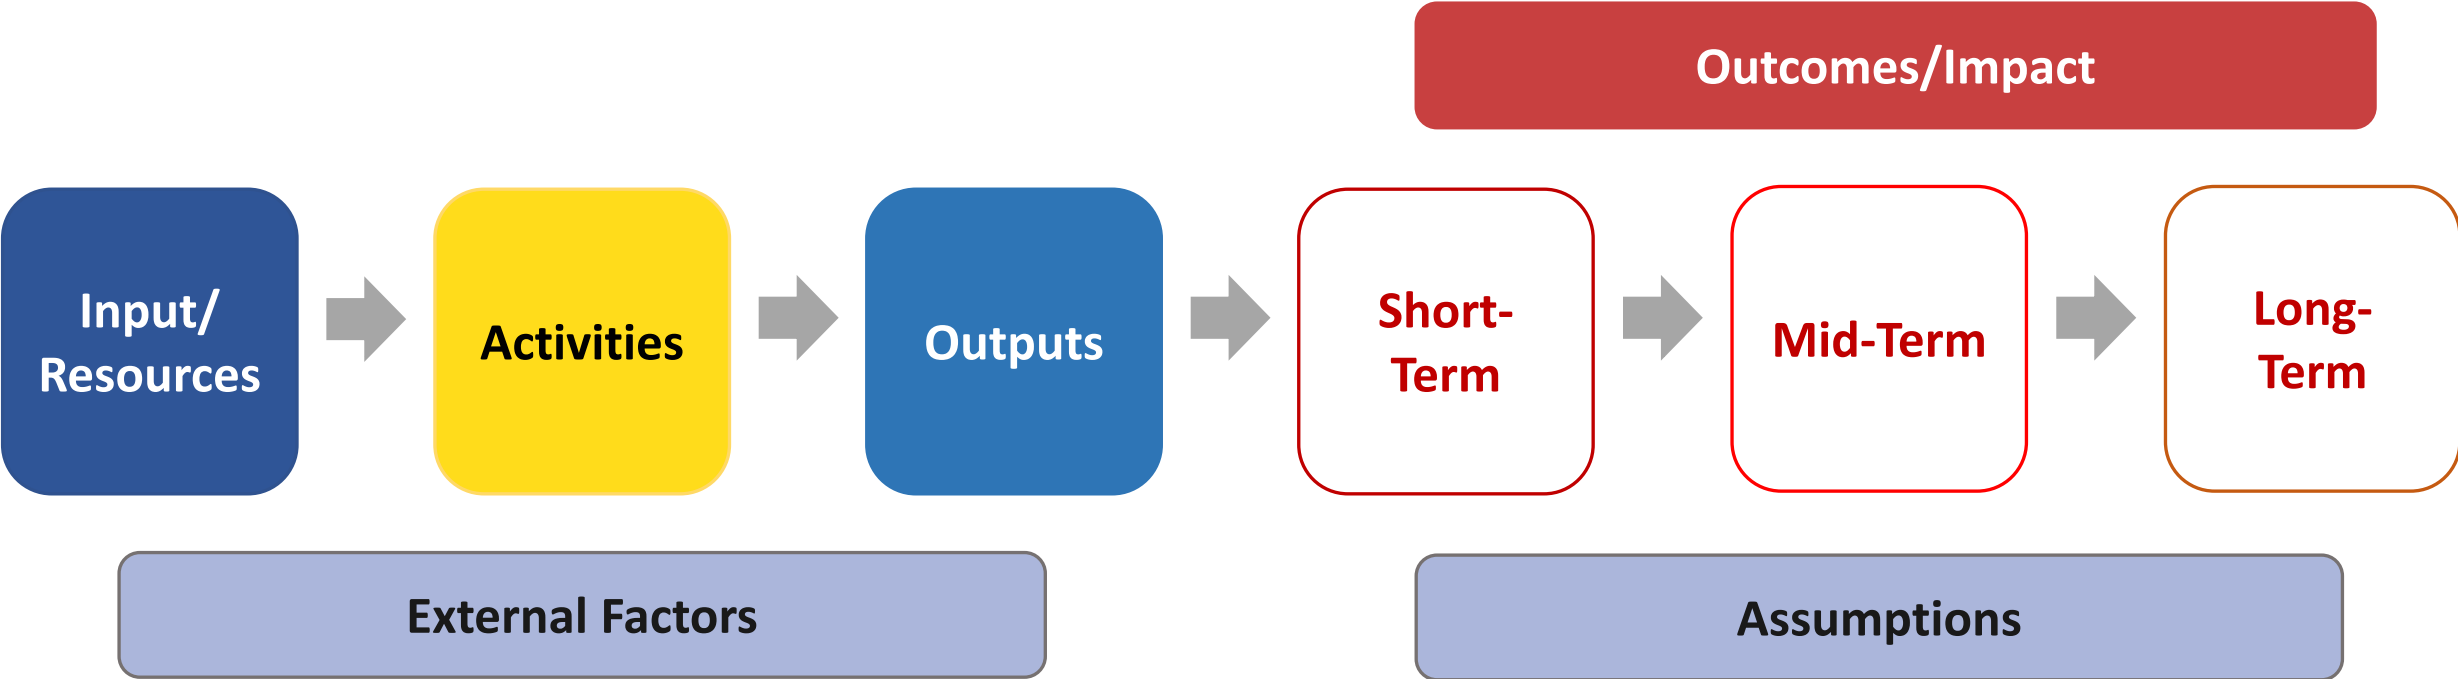 Outcomes/Impact
Input/
Resources
Activities
Outputs
Short-
Term
Mid-Term
Long-
Term
External Factors
Assumptions